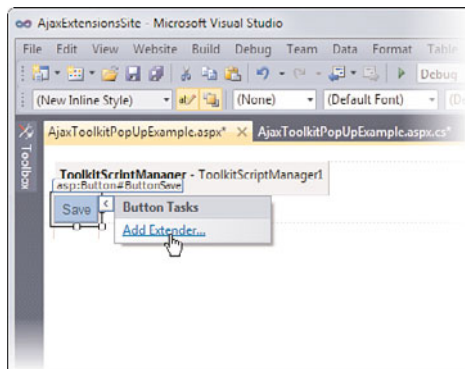 AjaxExtensionsSite - Microsoft Visual Studio
File Edit View Website Build Debug Team Data Format Table
Debug
(New Inline Style) (None) (Default Font) (D
Toolbox
AjaxToolkitPopUpExample.aspx* AjaxToolkitPopUpExample.aspx.cs*
ToolkitScriptManager - ToolkitScriptManager1
asp:Button#ButtonSave
Save Button Tasks
Add Extender...